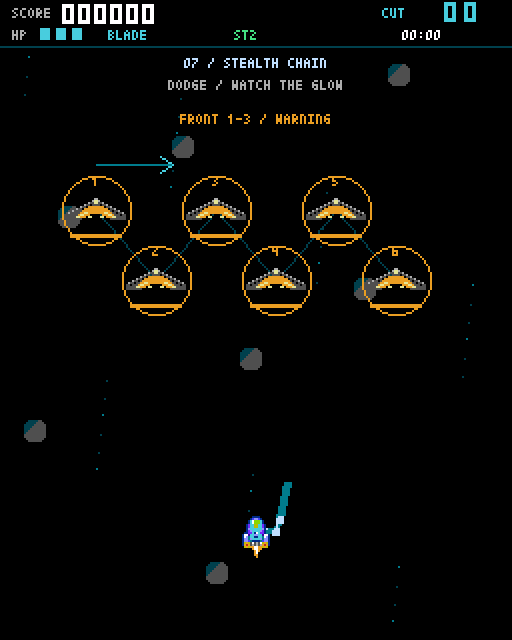 SCORE 000000 CUT 00
HP BLADE ST2 00:00
07 / STEALTH CHAIN
DODGE / WATCH THE GLOW
FRONT 1-3 / WARNING
1 3 5
2 4 6